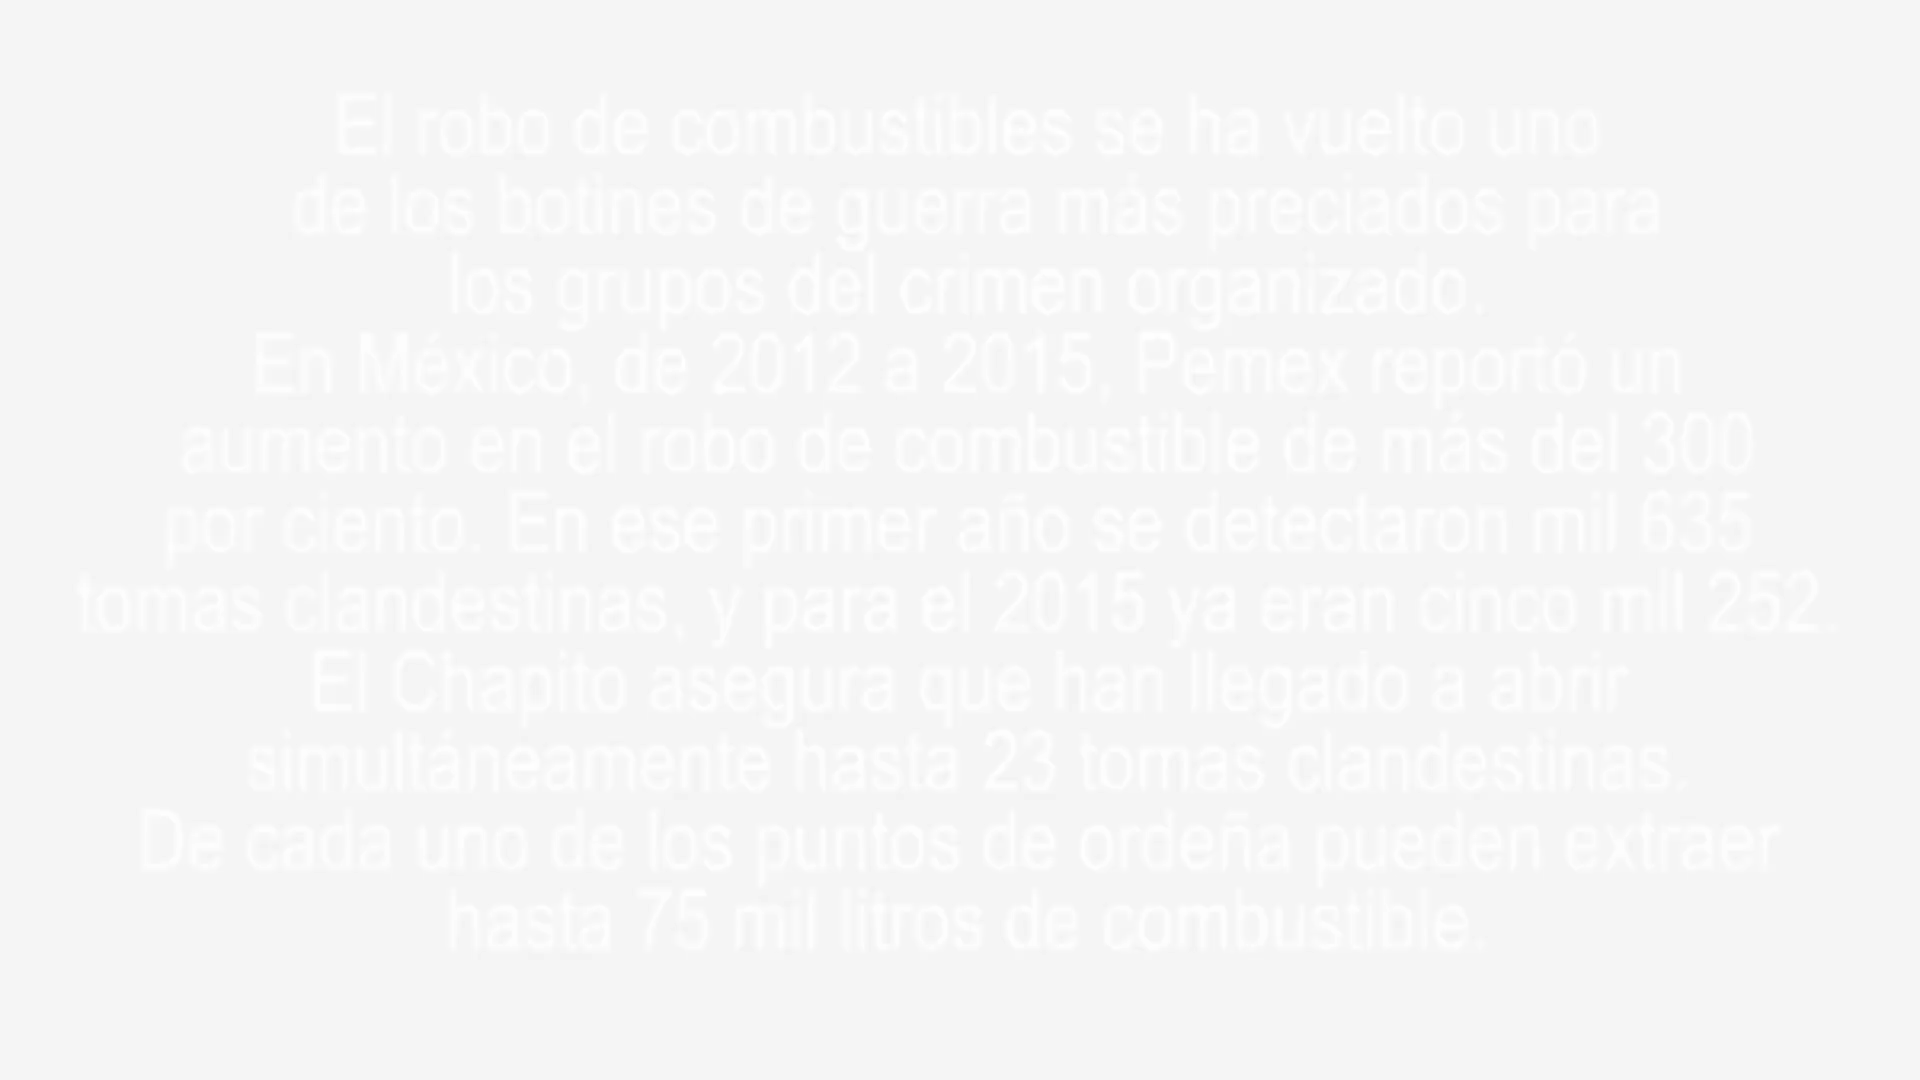 El robo de combustibles se ha vuelto uno
de los botines de guerra más preciados para
los grupos del crimen organizado.
En México, de 2012 a 2015, Pemex reportó un
aumento en el robo de combustible de más del 300
por ciento. En ese primer año se detectaron mil 635
tomas clandestinas, y para el 2015 ya eran cinco mil 252.
El Chapito asegura que han llegado a abrir
simultáneamente hasta 23 tomas clandestinas.
De cada uno de los puntos de ordeña pueden extraer
hasta 75 mil litros de combustible.